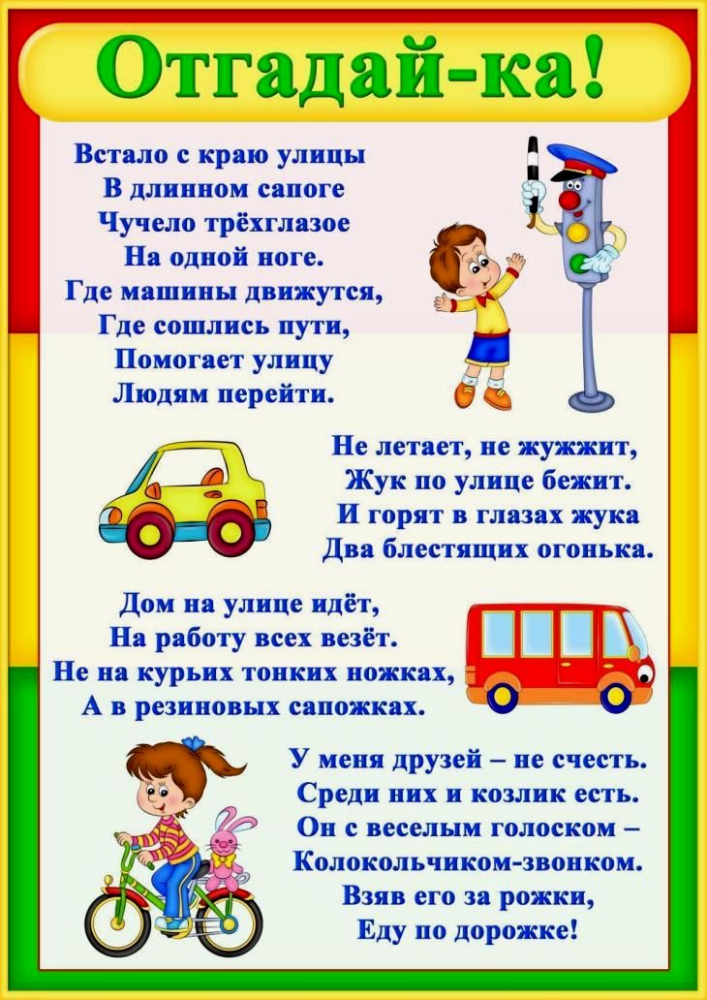 Отгадай-ка!
Встало с краю улицы
В длинном сапоге
Чучело трёхглазое
На одной ноге.
Где машины движутся,
Где сошлись пути,
Помогает улицу
Людям перейти.
Не летает, не жужжит,
Жук по улице бежит.
И горят в глазах жука
Два блестящих огонька.
Дом на улице идёт,
На работу всех везёт.
Не на курьих тонких ножках,
А в резиновых сапожках.
У меня друзей – не счесть.
Среди них и козлик есть.
Он с веселым голоском –
Колокольчиком-звонком.
Взяв его за рожки,
Еду по дорожке!